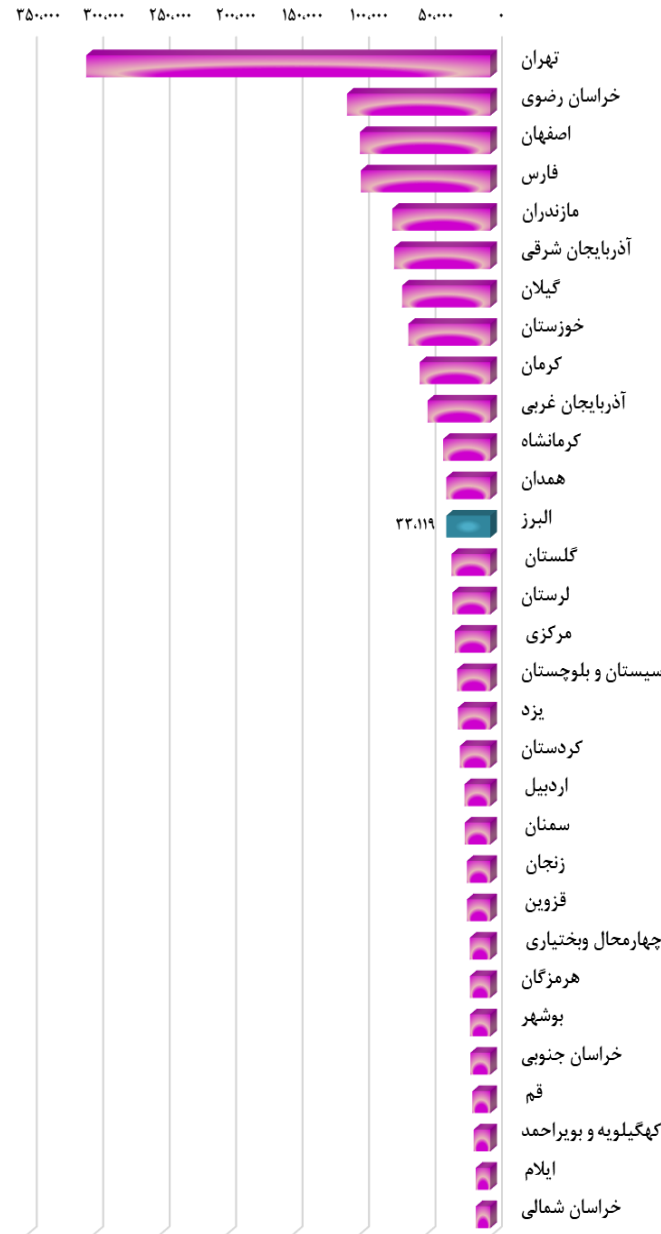 ۳۵۰،۰۰۰ ۳۰۰،۰۰۰ ۲۵۰،۰۰۰ ۲۰۰،۰۰۰ ۱۵۰،۰۰۰ ۱۰۰،۰۰۰ ۵۰،۰۰۰ ۰
تهران
خراسان رضوی
اصفهان
فارس
مازندران
آذربایجان شرقی
گیلان
خوزستان
کرمان
آذربایجان غربی
کرمانشاه
همدان
البرز ۳۳،۱۱۹
گلستان
لرستان
مرکزی
سیستان و بلوچستان
یزد
کردستان
اردبیل
سمنان
زنجان
قزوین
چهارمحال وبختیاری
هرمزگان
بوشهر
خراسان جنوبی
قم
کهگیلویه و بویراحمد
ایلام
خراسان شمالی